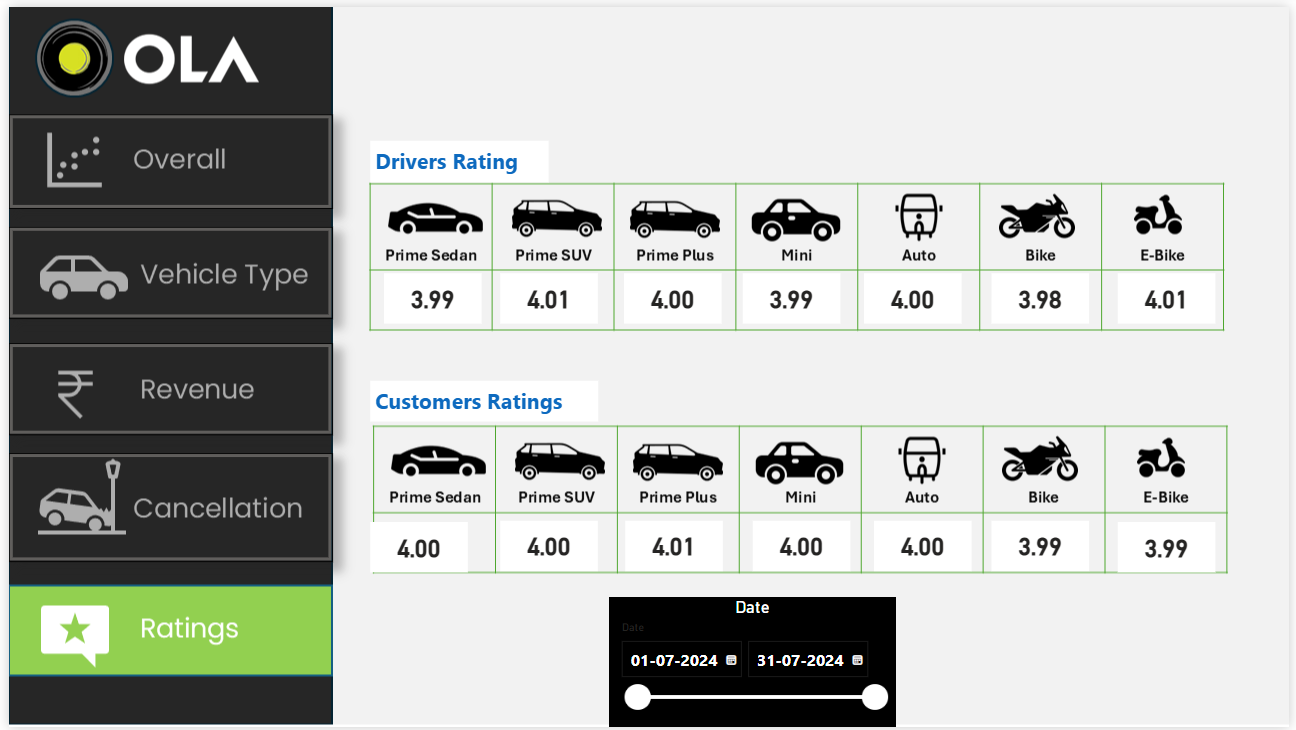 OLA
Overall
Vehicle Type
Revenue
₹
Cancellation
Ratings
Drivers Rating
Prime Sedan Prime SUV Prime Plus Mini Auto Bike E-Bike
3.99 4.01 4.00 3.99 4.00 3.98 4.01
Customers Ratings
Prime Sedan Prime SUV Prime Plus Mini Auto Bike E-Bike
4.00 4.00 4.01 4.00 4.00 3.99 3.99
Date
Date
01-07-2024 31-07-2024